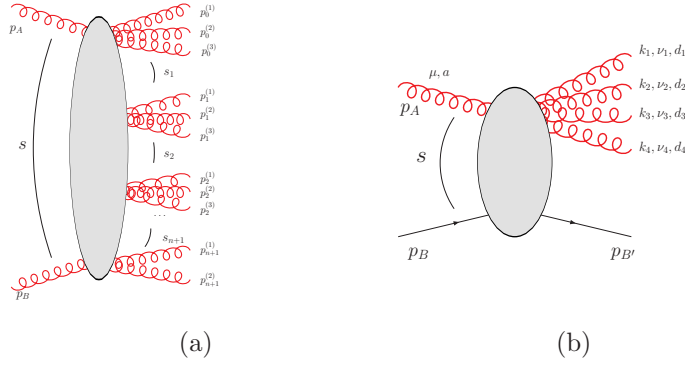 p_A
p_0^{(1)}
p_0^{(2)}
p_0^{(3)}
s_1
p_1^{(1)}
p_1^{(2)}
p_1^{(3)}
s
s_2
p_2^{(1)}
p_2^{(2)}
p_2^{(3)}
...
s_{n+1}
p_{n+1}^{(1)}
p_{n+1}^{(2)}
p_B
(a)
μ, a
p_A
k_1, ν_1, d_1
k_2, ν_2, d_2
k_3, ν_3, d_3
k_4, ν_4, d_4
s
p_B
p_{B'}
(b)